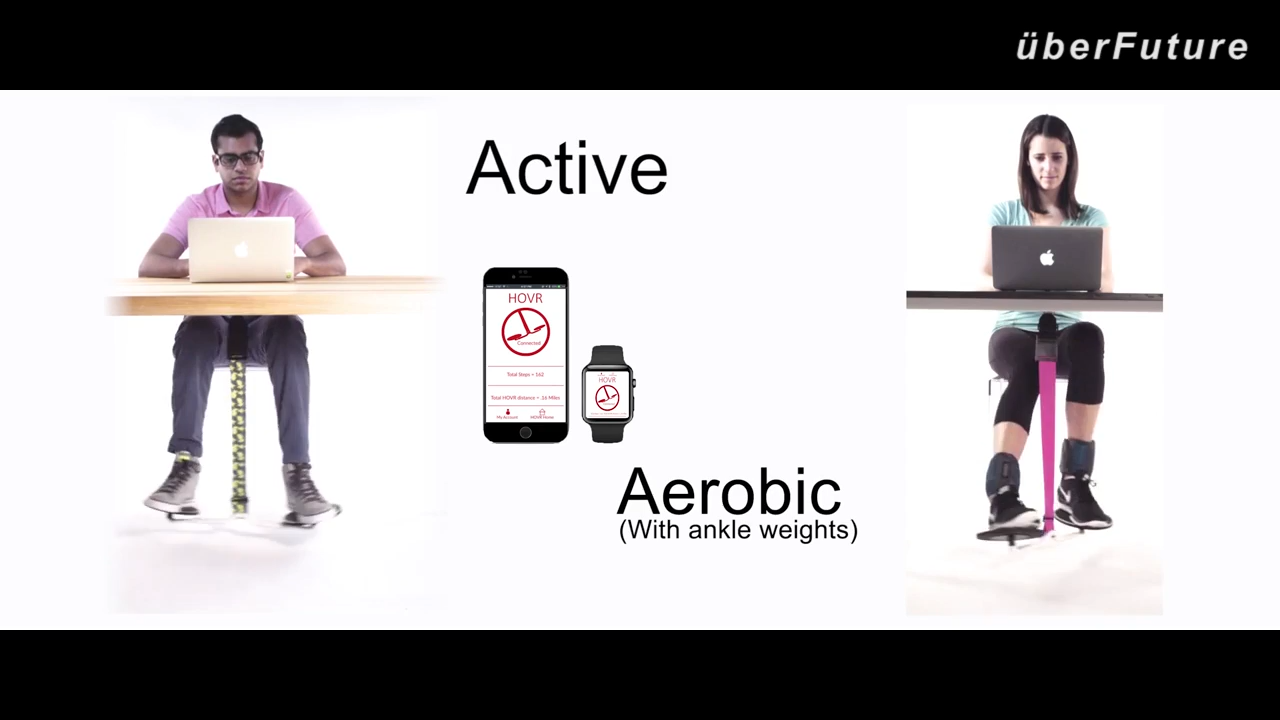 überFuture
Active
HOVR
Connected
Total Steps = 162
Total HOVR distance = .16 Miles
My Account
HOVR Home
HOVR
Aerobic
(With ankle weights)